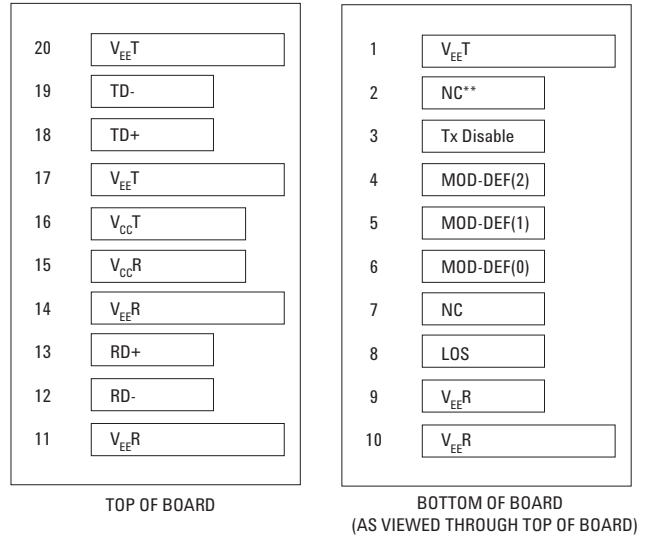 20 VEET
19 TD-
18 TD+
17 VEET
16 VCCT
15 VCCR
14 VEER
13 RD+
12 RD-
11 VEER
TOP OF BOARD
1 VEET
2 NC**
3 Tx Disable
4 MOD-DEF(2)
5 MOD-DEF(1)
6 MOD-DEF(0)
7 NC
8 LOS
9 VEER
10 VEER
BOTTOM OF BOARD
(AS VIEWED THROUGH TOP OF BOARD)